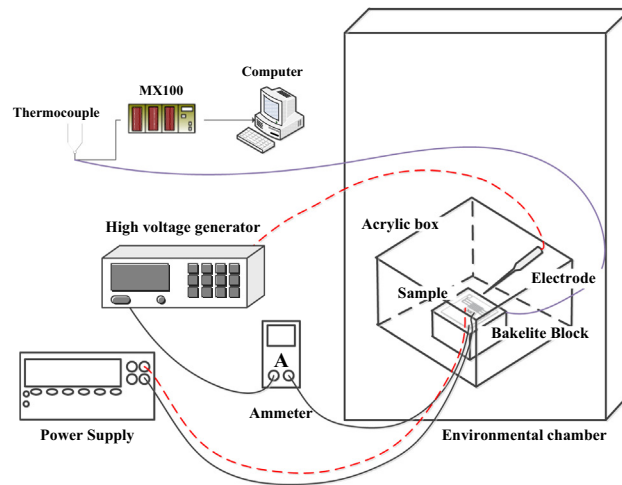 Computer
MX100
Thermocouple
High voltage generator
Acrylic box
Electrode
Sample
Bakelite Block
A
Ammeter
Power Supply
Environmental chamber